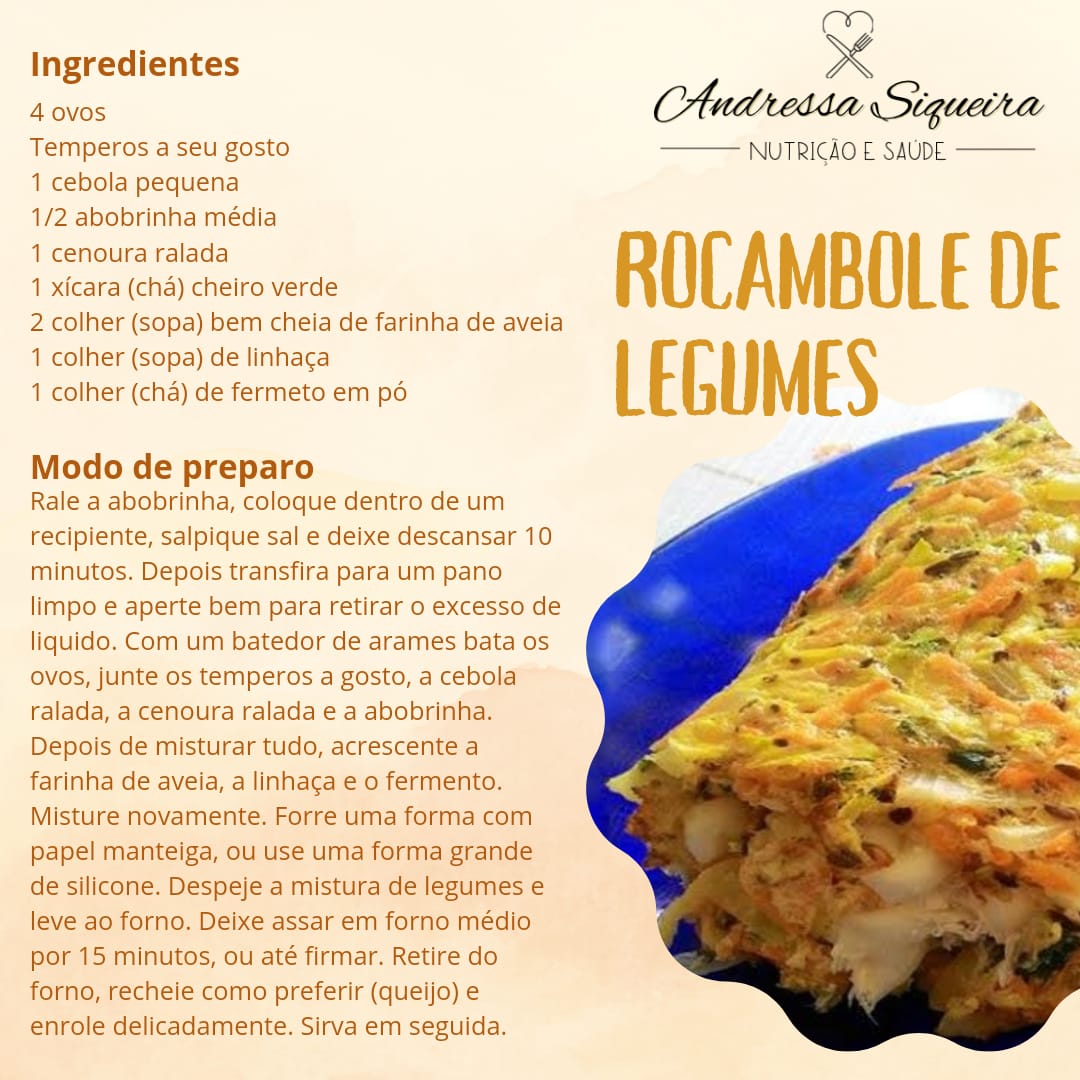 Ingredientes
4 ovos
Temperos a seu gosto
1 cebola pequena
1/2 abobrinha média
1 cenoura ralada
1 xícara (chá) cheiro verde
2 colher (sopa) bem cheia de farinha de aveia
1 colher (sopa) de linhaça
1 colher (chá) de fermeto em pó
Modo de preparo
Rale a abobrinha, coloque dentro de um
recipiente, salpique sal e deixe descansar 10
minutos. Depois transfira para um pano
limpo e aperte bem para retirar o excesso de
liquido. Com um batedor de arames bata os
ovos, junte os temperos a gosto, a cebola
ralada, a cenoura ralada e a abobrinha.
Depois de misturar tudo, acrescente a
farinha de aveia, a linhaça e o fermento.
Misture novamente. Forre uma forma com
papel manteiga, ou use uma forma grande
de silicone. Despeje a mistura de legumes e
leve ao forno. Deixe assar em forno médio
por 15 minutos, ou até firmar. Retire do
forno, recheie como preferir (queijo) e
enrole delicadamente. Sirva em seguida.
Andressa Siqueira
NUTRIÇÃO E SAÚDE
ROCAMBOLE DE
LEGUMES